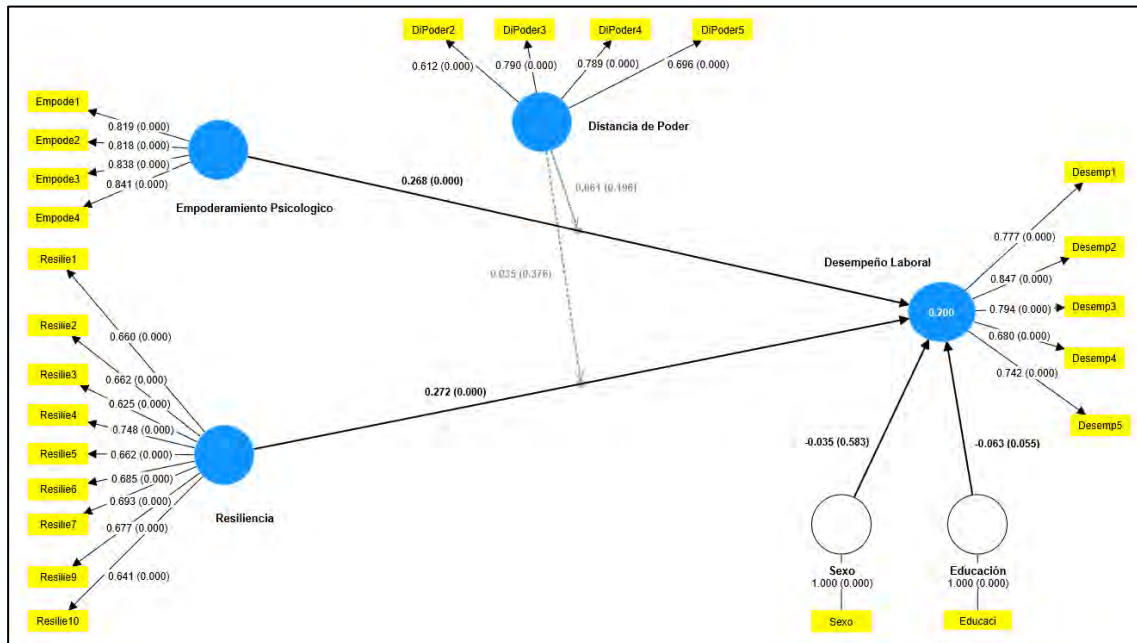 DiPoder2
DiPoder3
DiPoder4
DiPoder5
0.612 (0.000)
0.790 (0.000)
0.789 (0.000)
0.696 (0.000)
Distancia de Poder
Empode1
Empode2
Empode3
Empode4
0.819 (0.000)
0.818 (0.000)
0.838 (0.000)
0.841 (0.000)
Empoderamiento Psicologico
0.268 (0.000)
0.061 (0.196)
0.035 (0.376)
Resilie1
Resilie2
Resilie3
Resilie4
Resilie5
Resilie6
Resilie7
Resilie9
Resilie10
0.660 (0.000)
0.662 (0.000)
0.625 (0.000)
0.748 (0.000)
0.662 (0.000)
0.685 (0.000)
0.693 (0.000)
0.677 (0.000)
0.641 (0.000)
Resiliencia
0.272 (0.000)
Desempeño Laboral
0.200
Desemp1
Desemp2
Desemp3
Desemp4
Desemp5
0.777 (0.000)
0.847 (0.000)
0.794 (0.000)
0.680 (0.000)
0.742 (0.000)
-0.035 (0.583)
-0.063 (0.055)
Sexo
1.000 (0.000)
Sexo
Educación
1.000 (0.000)
Educaci